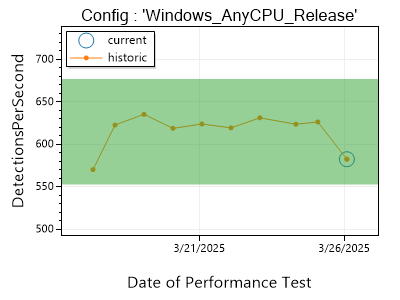 Config : 'Windows_AnyCPU_Release'
current
historic
DetectionsPerSecond
700
650
600
550
500
3/21/2025
3/26/2025
Date of Performance Test